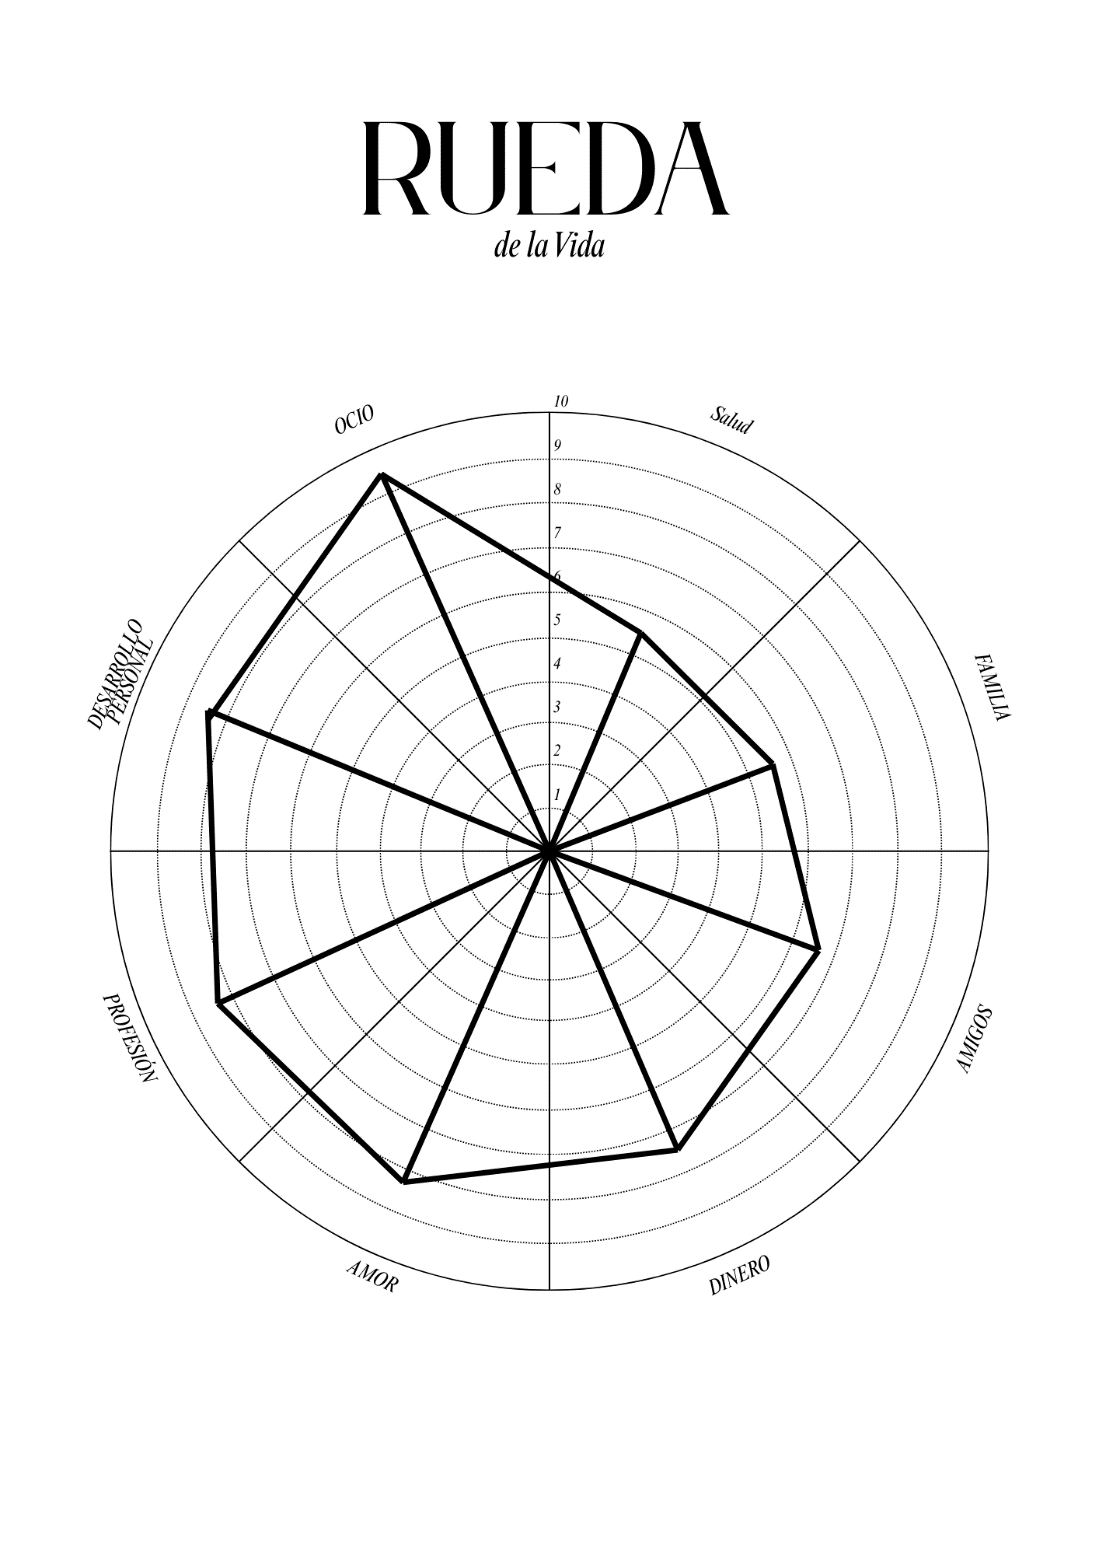 RUEDA
de la Vida
10
OCIO
Salud
9
8
7
6
5
DESARROLLO
PERSONAL
FAMILIA
4
3
2
1
PROFESIÓN
AMIGOS
AMOR
DINERO